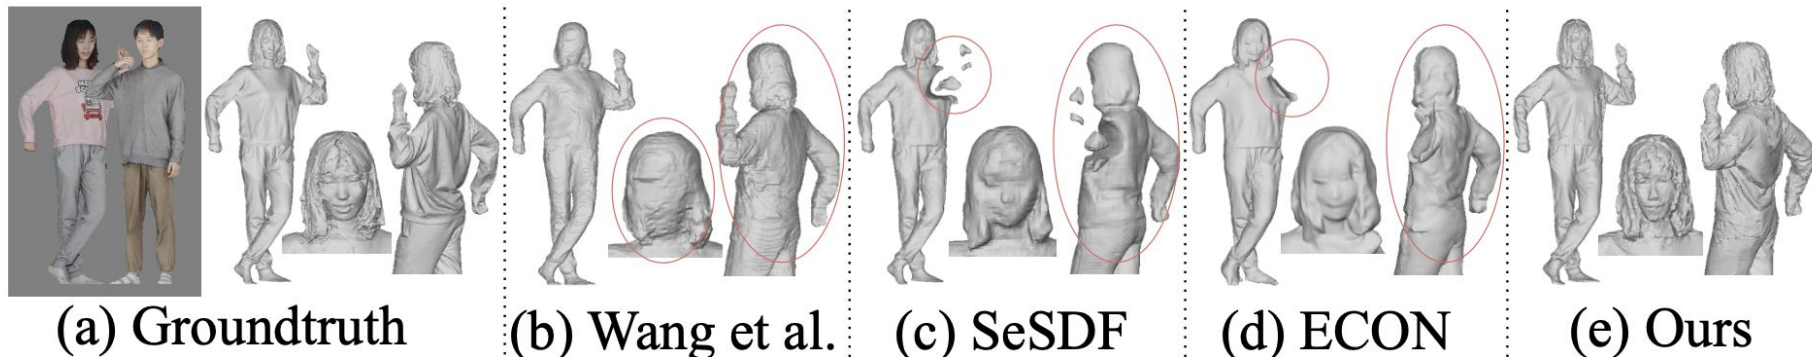 (a) Groundtruth
(b) Wang et al.
(c) SeSDF
(d) ECON
(e) Ours